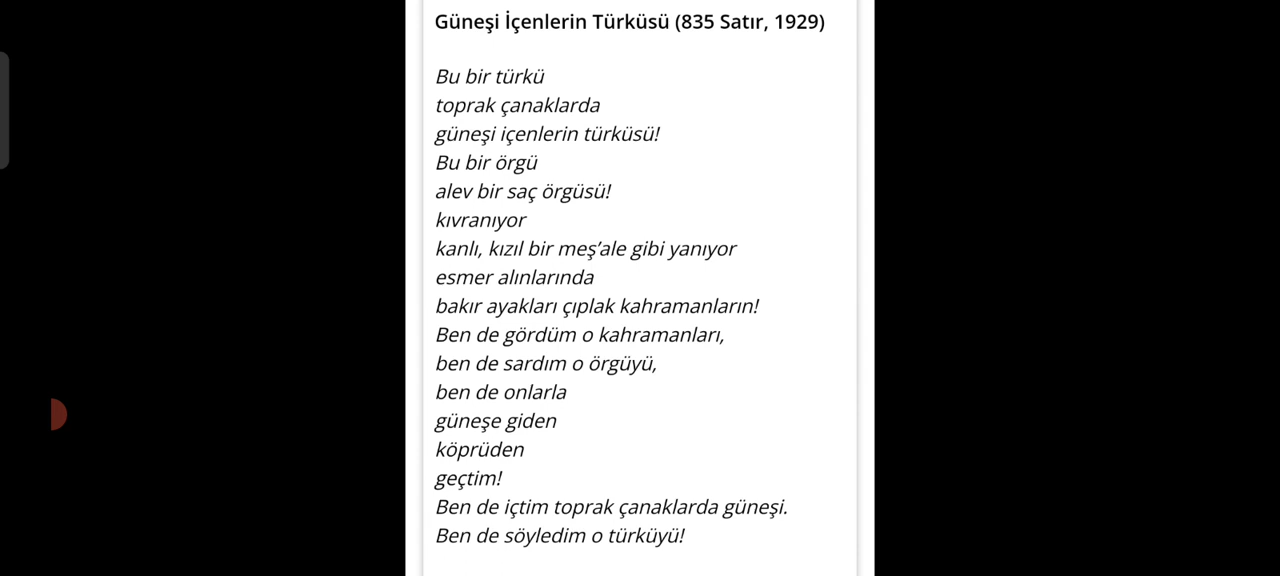 Güneşi İçenlerin Türküsü (835 Satır, 1929)
Bu bir türkü
toprak çanaklarda
güneşi içenlerin türküsü!
Bu bir örgü
alev bir saç örgüsü!
kıvranıyor
kanlı, kızıl bir meş’ale gibi yanıyor
esmer alınlarında
bakır ayakları çıplak kahramanların!
Ben de gördüm o kahramanları,
ben de sardım o örgüyü,
ben de onlarla
güneşe giden
köprüden
geçtim!
Ben de içtim toprak çanaklarda güneşi.
Ben de söyledim o türküyü!